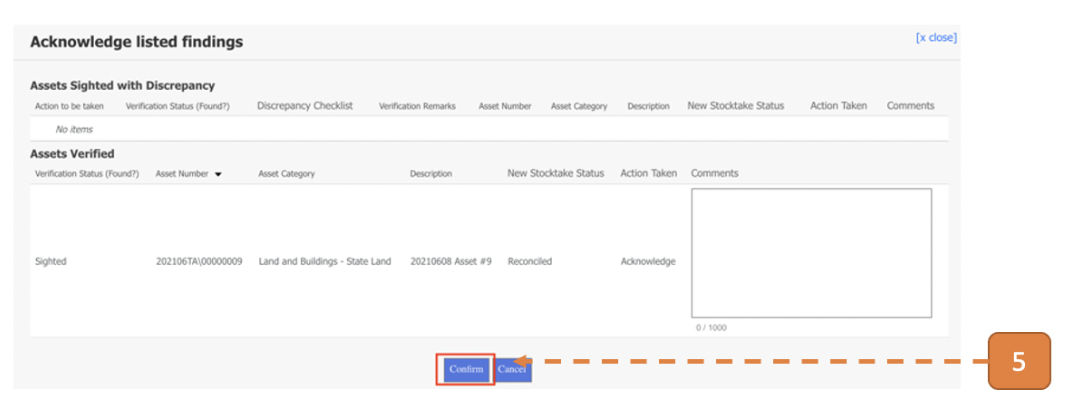 Acknowledge listed findings
[x close]
Assets Sighted with Discrepancy
Action to be taken Verification Status (Found?) Discrepancy Checklist Verification Remarks Asset Number Asset Category Description New Stocktake Status Action Taken Comments
No items
Assets Verified
Verification Status (Found?) Asset Number Asset Category Description New Stocktake Status Action Taken Comments
Sighted 202106TA\00000009 Land and Buildings - State Land 20210608 Asset #9 Reconciled Acknowledge
0 / 1000
Confirm Cancel
5